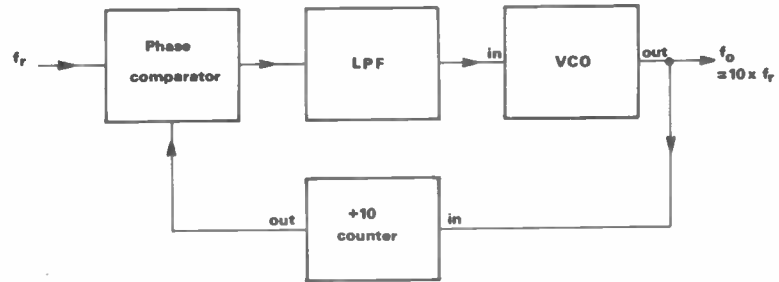 fr
Phase
comparator
LPF
in
VCO
out
fo
=10 x fr
out
+10
counter
in